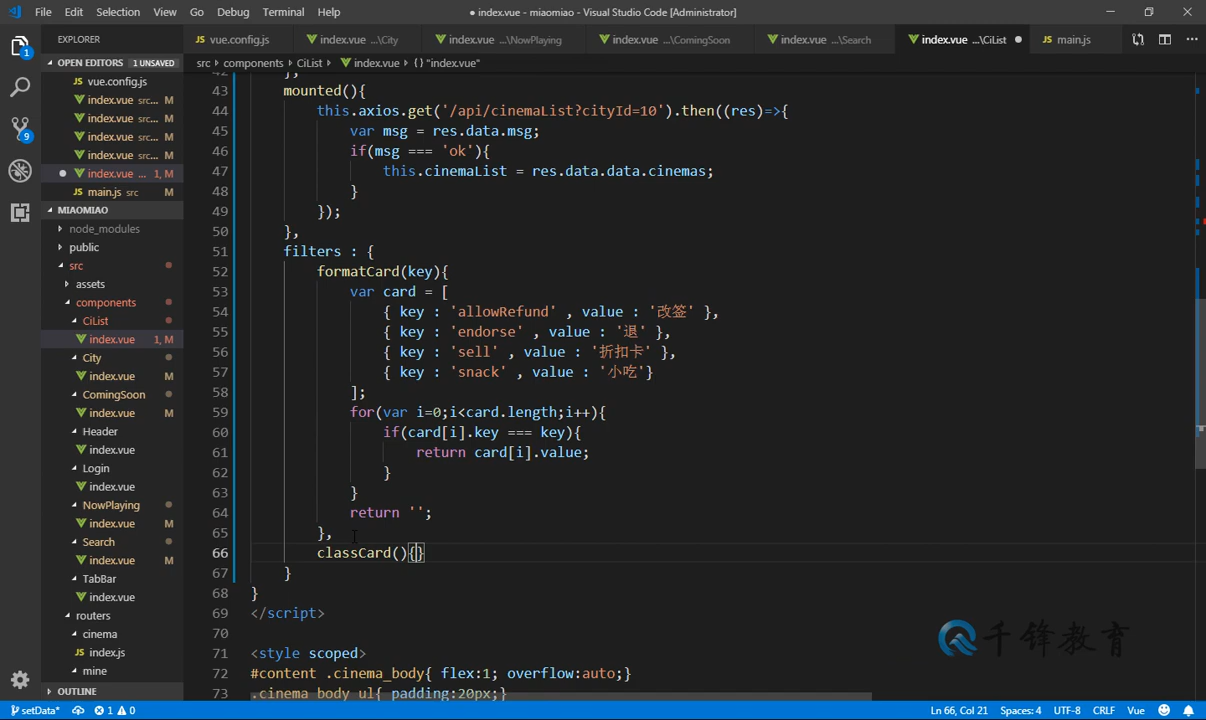 File Edit Selection View Go Debug Terminal Help
● index.vue - miaomiao - Visual Studio Code [Administrator]
EXPLORER
vue.config.js index.vue ...\City index.vue ...\NowPlaying index.vue ...\ComingSoon index.vue ...\Search index.vue ...\CiList ● main.js
OPEN EDITORS 1 UNSAVED
src › components › CiList › index.vue › {} "index.vue"
vue.config.js
index.vue src... M
index.vue src... M
index.vue src... M
index.vue src... M
● index.vue ... 1, M
main.js src M
MIAOMIAO
node_modules
public
src
assets
components
CiList
index.vue 1, M
City
index.vue M
ComingSoon
index.vue M
Header
index.vue
Login
index.vue
NowPlaying
index.vue M
Search
index.vue M
TabBar
index.vue
routers
cinema
index.js
mine
OUTLINE
1
9
42 },
43 mounted(){
44 this.axios.get('/api/cinemaList?cityId=10').then((res)=>{
45 var msg = res.data.msg;
46 if(msg === 'ok'){
47 this.cinemaList = res.data.data.cinemas;
48 }
49 });
50 },
51 filters : {
52 formatCard(key){
53 var card = [
54 { key : 'allowRefund' , value : '改签' },
55 { key : 'endorse' , value : '退' },
56 { key : 'sell' , value : '折扣卡' },
57 { key : 'snack' , value : '小吃'}
58 ];
59 for(var i=0;i<card.length;i++){
60 if(card[i].key === key){
61 return card[i].value;
62 }
63 }
64 return '';
65 },
66 classCard(){}
67 }
68 }
69 </script>
70
71 <style scoped>
72 #content .cinema_body{ flex:1; overflow:auto;}
73 .cinema_body ul{ padding:20px;}
千锋教育
setData* 1 0 Ln 66, Col 21 Spaces: 4 UTF-8 CRLF Vue